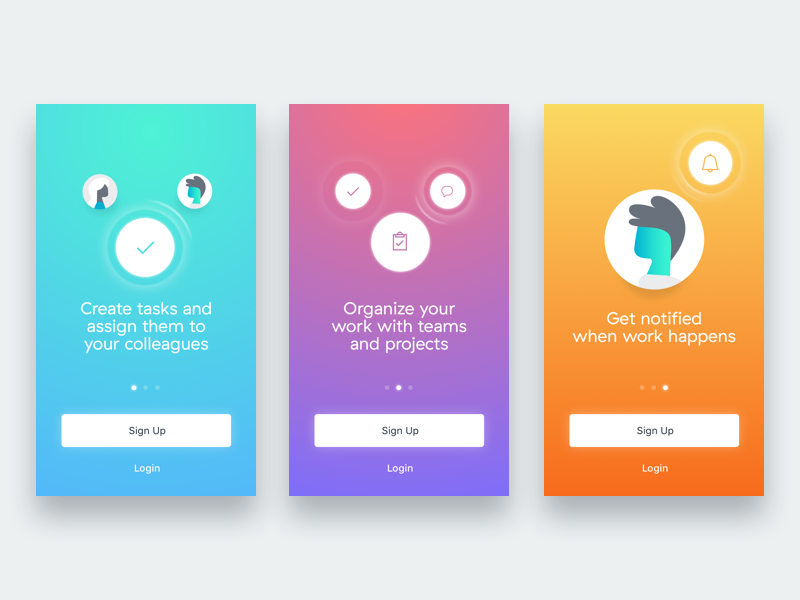 Create tasks and
assign them to
your colleagues
Sign Up
Login
Organize your
work with teams
and projects
Sign Up
Login
Get notified
when work happens
Sign Up
Login